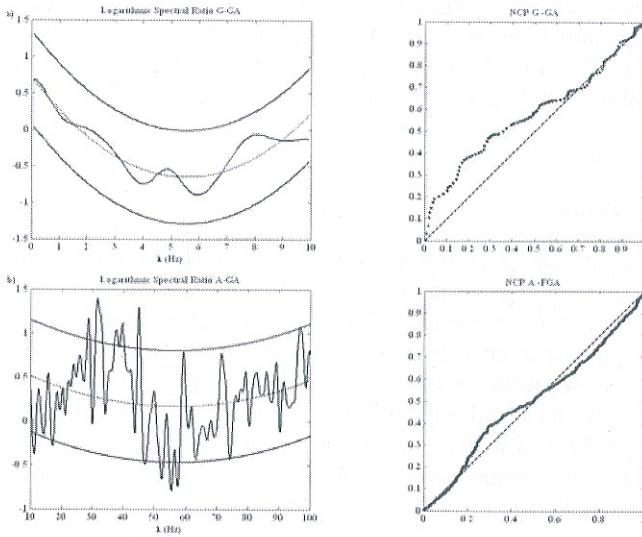 a)
Logarithmic Spectral Ratio G-GA
1.5
1
0.5
0
-0.5
-1
-1.5
0 1 2 3 4 5 6 7 8 9 10
λ (Hz)
NCP G -GA
1
0.9
0.8
0.7
0.6
0.5
0.4
0.3
0.2
0.1
0
0 0.1 0.2 0.3 0.4 0.5 0.6 0.7 0.8 0.9
b)
Logarithmic Spectral Ratio A-GA
1.5
1
0.5
0
-0.5
-1
10 30 40 50 60 70 80 90 100
λ (Hz)
NCP A -FGA
1
0.9
0.8
0.7
0.6
0.5
0.4
0.3
0.2
0.1
0
0 0.2 0.4 0.6 0.8